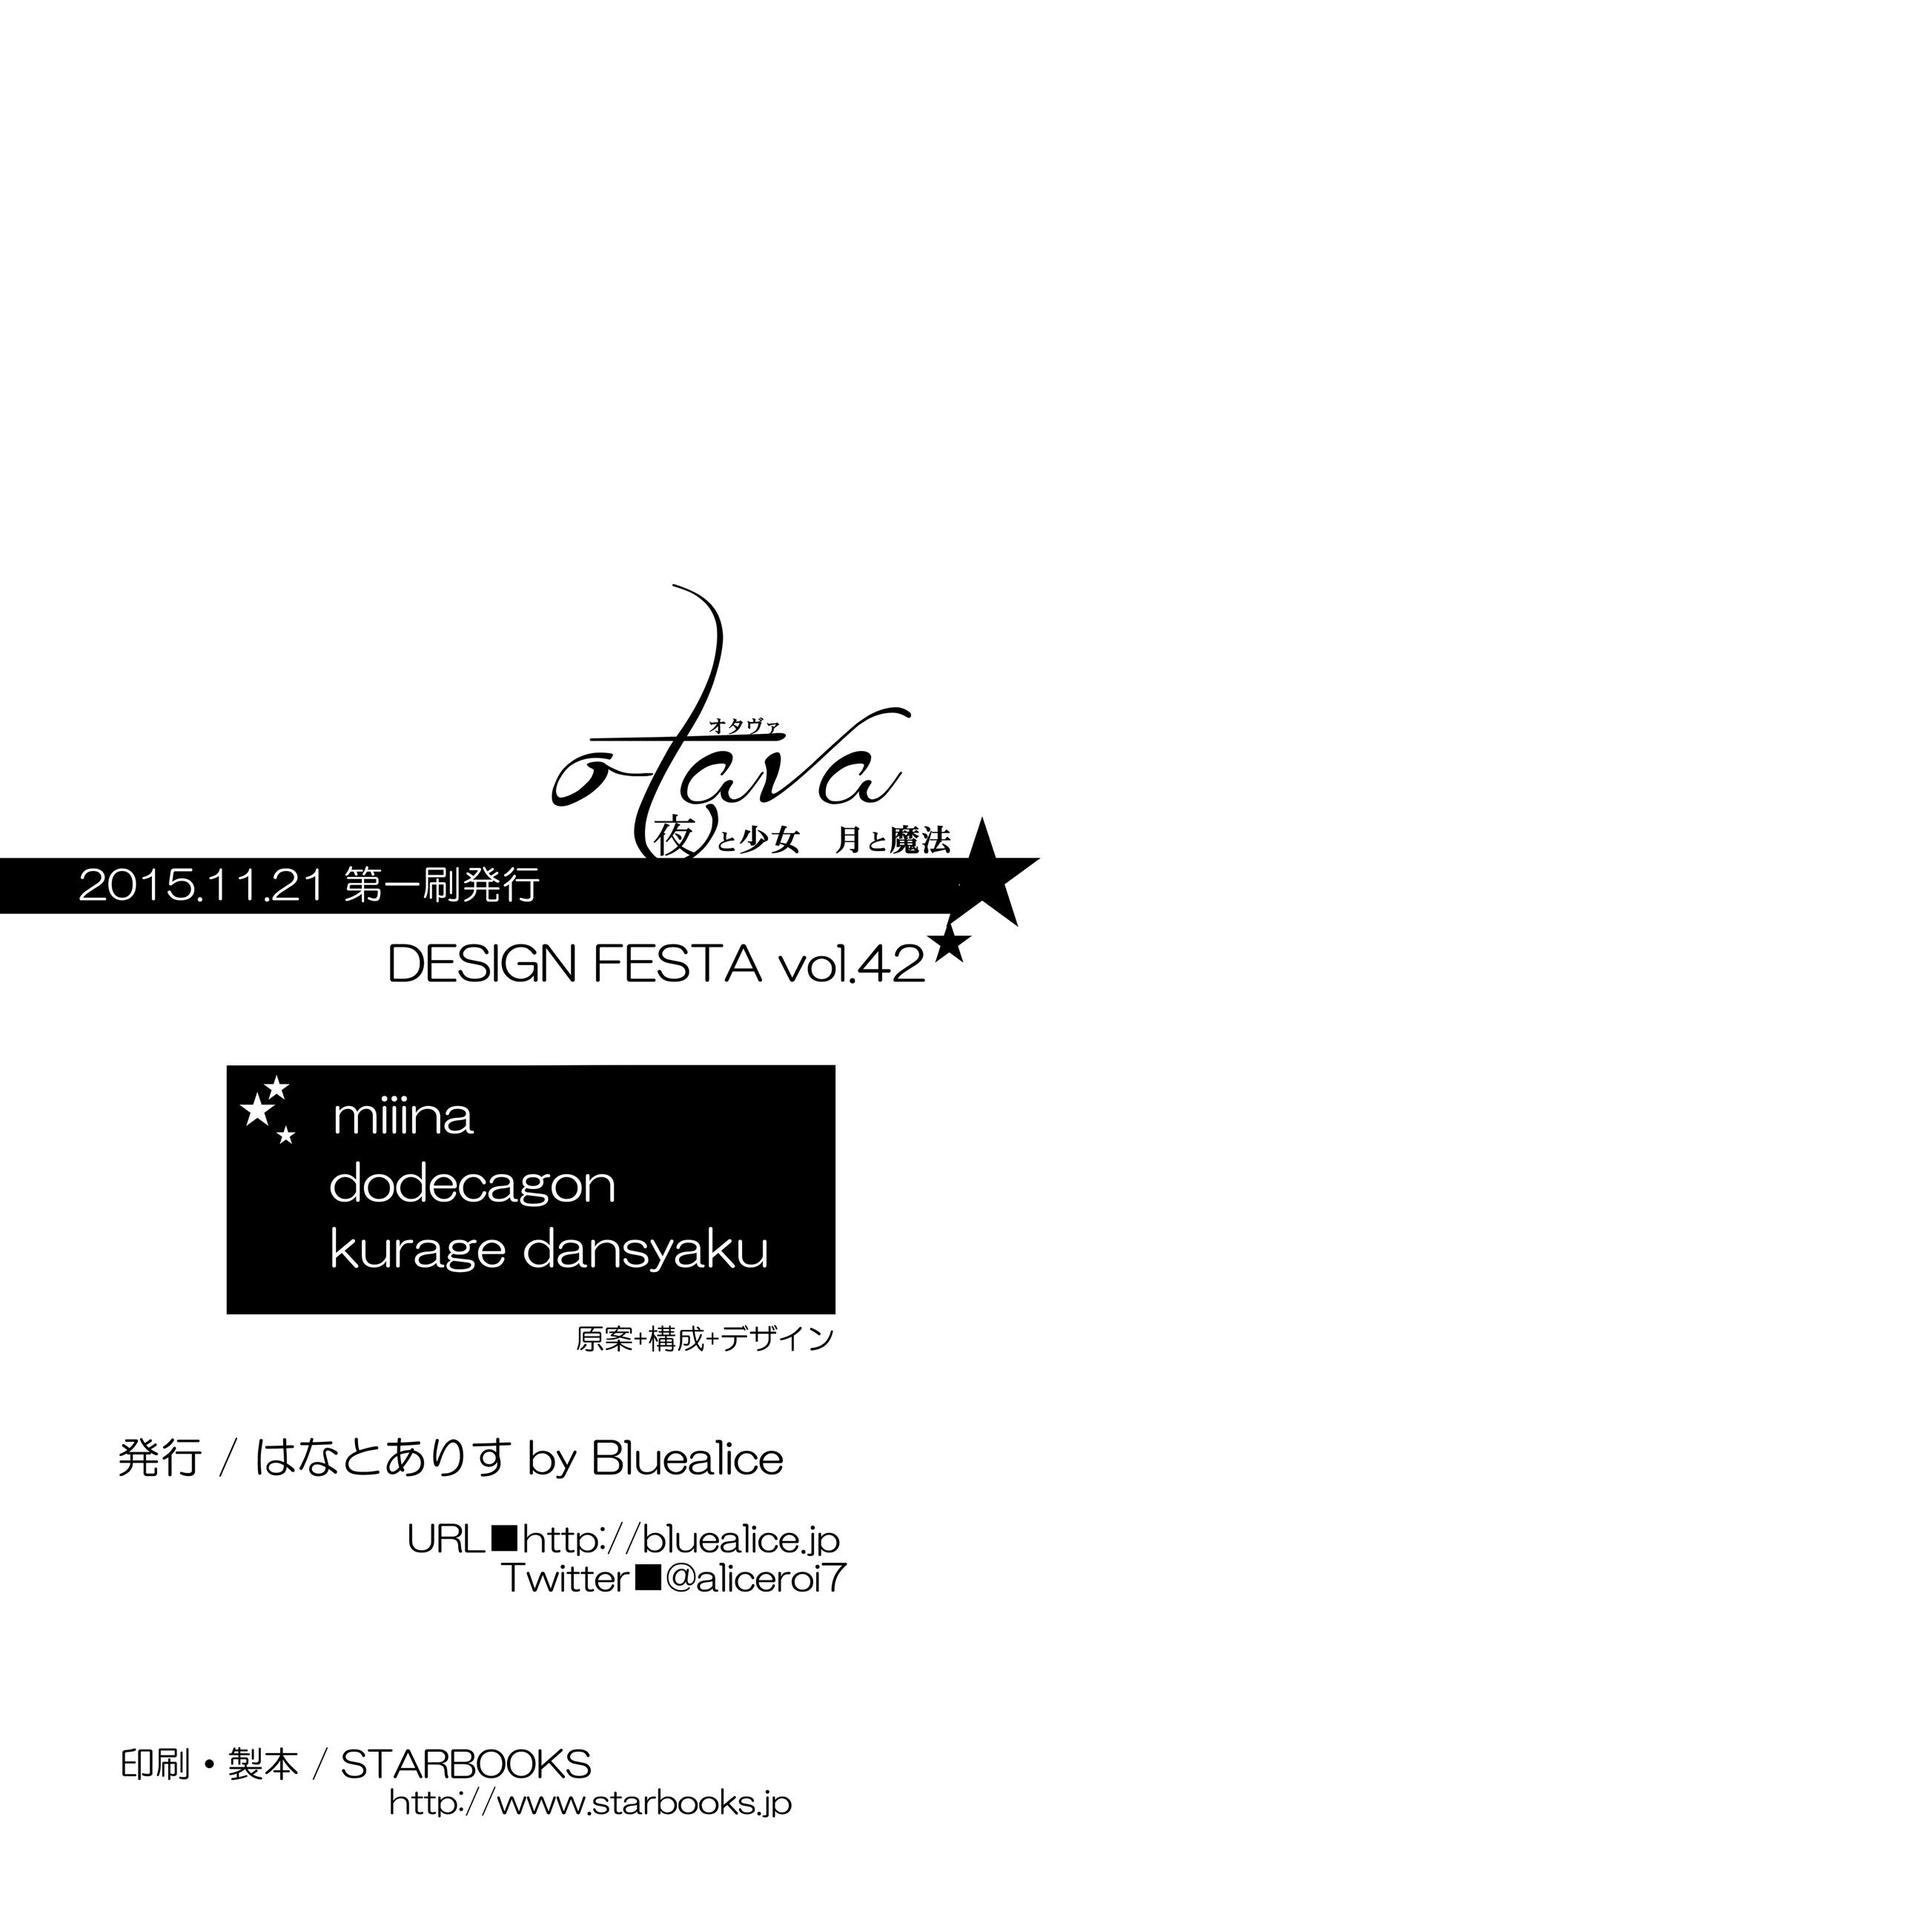 オタヴァ
otava
夜と少女　月と魔法
2015.11.21 第一刷発行
DESIGN FESTA vol.42
miiina
dodecagon
kurage dansyaku
原案+構成+デザイン
発行 / はなとありす by Bluealice
URL■http://bluealice.jp
Twitter■@aliceroi7
印刷・製本 / STARBOOKS
http://www.starbooks.jp